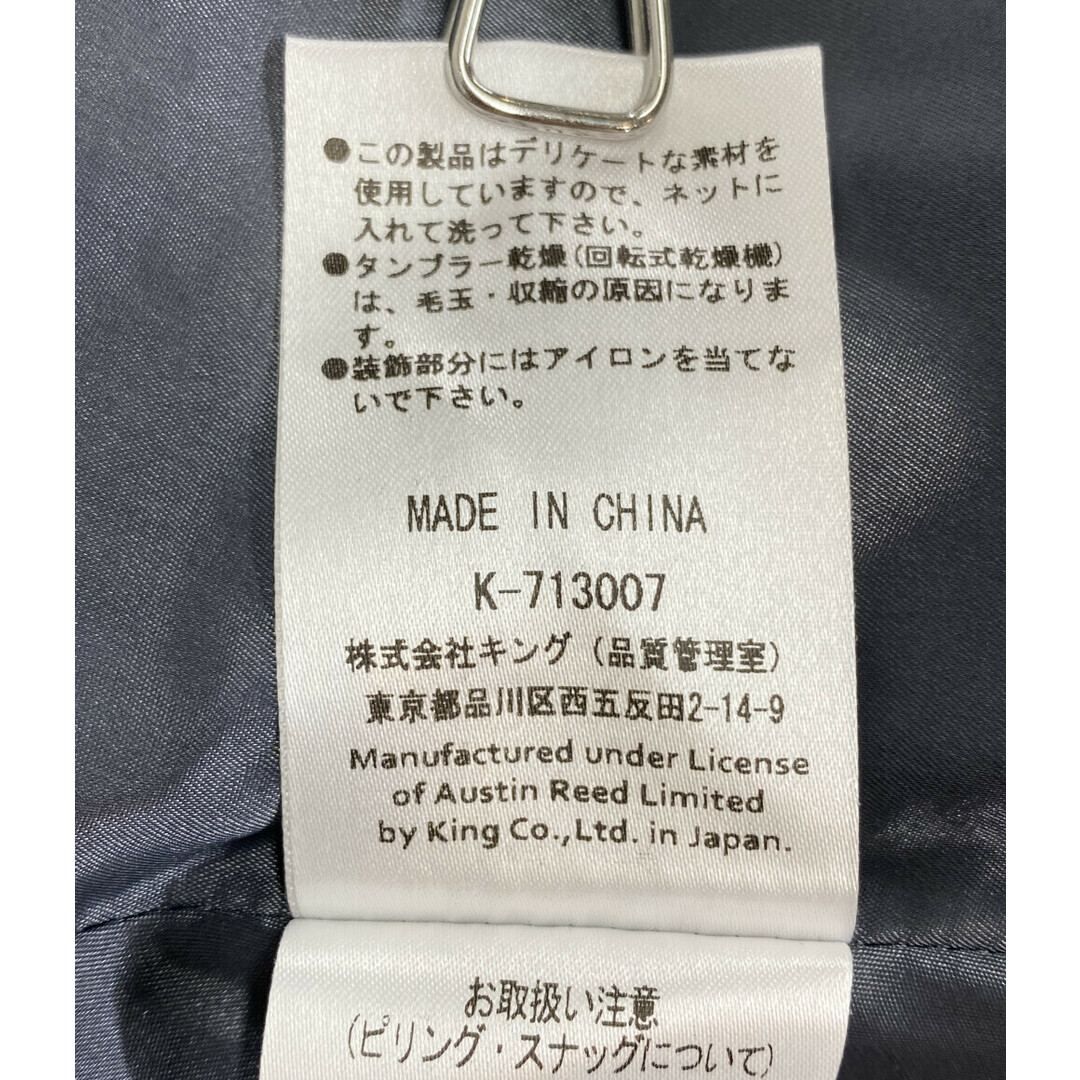 ●この製品はデリケートな素材を
使用していますので、ネットに
入れて洗って下さい。
●タンブラー乾燥(回転式乾燥機)
は、毛玉・収縮の原因になりま
す。
●装飾部分にはアイロンを当てな
いで下さい。
MADE IN CHINA
K-713007
株式会社キング(品質管理室)
東京都品川区西五反田2-14-9
Manufactured under License
of Austin Reed Limited
by King Co.,Ltd. in Japan.
お取扱い注意
(ピリング・スナッグについて)